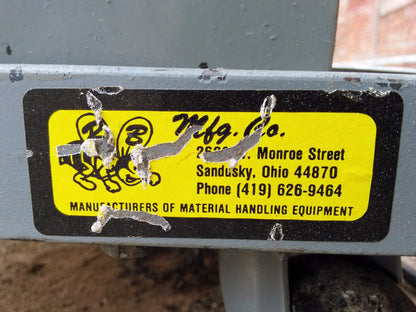 R B Mfg. Co.
Monroe Street
Sandusky, Ohio 44870
Phone (419) 626-9464
MANUFACTURERS OF MATERIAL HANDLING EQUIPMENT